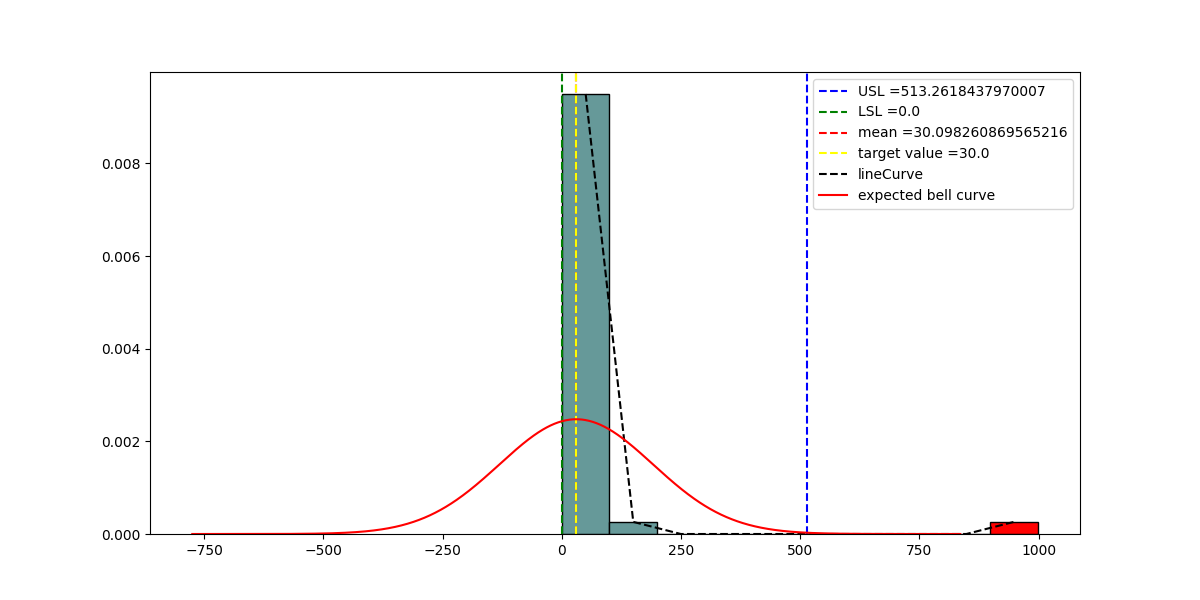 USL =513.2618437970007
LSL =0.0
mean =30.098260869565216
target value =30.0
lineCurve
expected bell curve
0.008
0.006
0.004
0.002
0.000
−750
−500
−250
0
250
500
750
1000